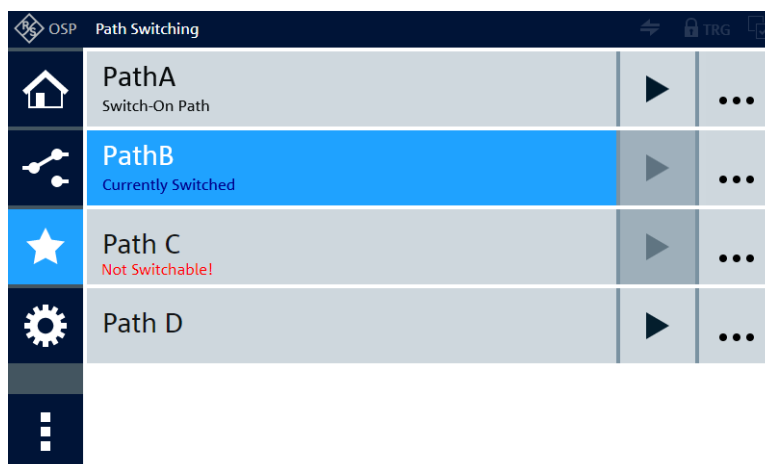 R&S OSP Path Switching TRG
PathA
Switch-On Path
PathB
Currently Switched
Path C
Not Switchable!
Path D